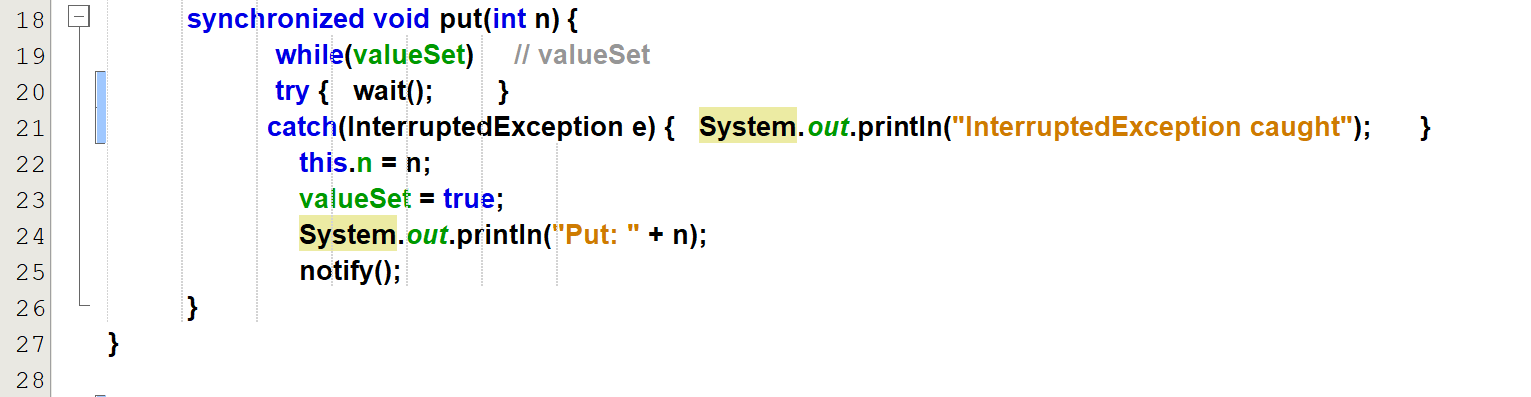 18 synchronized void put(int n) {
19 while(valueSet) // valueSet
20 try { wait(); }
21 catch(InterruptedException e) { System.out.println("InterruptedException caught"); }
22 this.n = n;
23 valueSet = true;
24 System.out.println("Put: " + n);
25 notify();
26 }
27 }
28